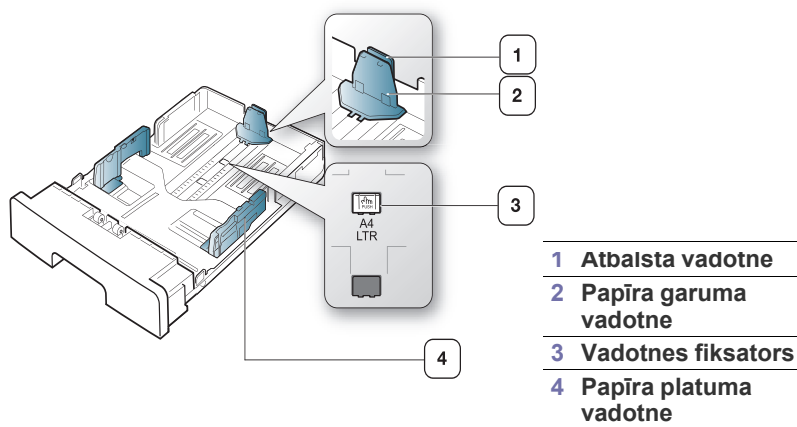 1
2
PUSH
A4
LTR
3
4
1 Atbalsta vadotne
2 Papīra garuma
vadotne
3 Vadotnes fiksators
4 Papīra platuma
vadotne